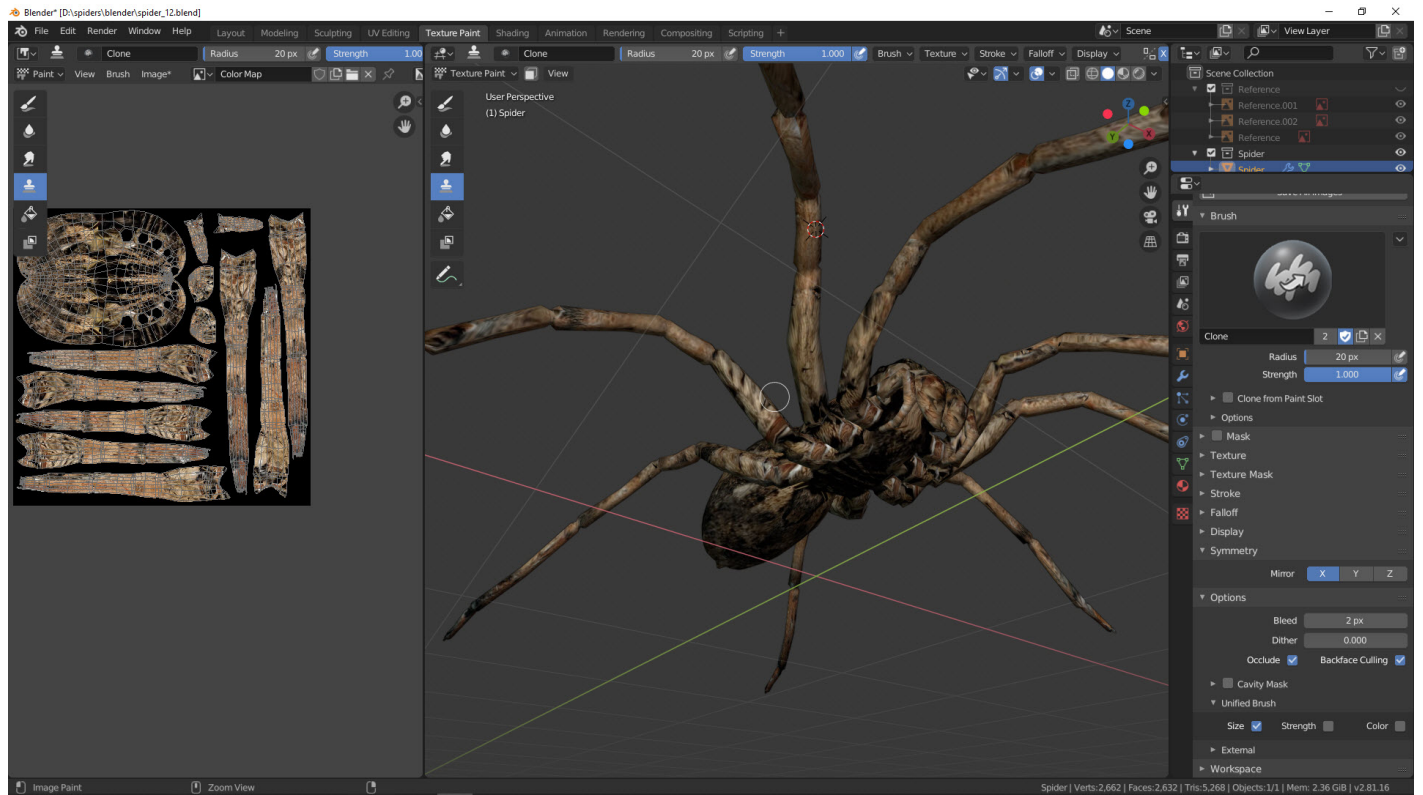 Blender* [D:\spiders\blender\spider_12.blend]
File Edit Render Window Help Layout Modeling Sculpting UV Editing Texture Paint Shading Animation Rendering Compositing Scripting + Scene View Layer
Clone Radius 20 px Strength 1.00
Paint View Brush Image* Color Map
Clone Radius 20 px Strength 1.000 Brush Texture Stroke Falloff Display X
Texture Paint View
User Perspective
(1) Spider
Z
X
Y
Scene Collection
Reference
Reference.001
Reference.002
Reference
Spider
Spider
Brush
Clone 2
Radius 20 px
Strength 1.000
Clone from Paint Slot
Options
Mask
Texture
Texture Mask
Stroke
Falloff
Display
Symmetry
Mirror X Y Z
Options
Bleed 2 px
Dither 0.000
Occlude Backface Culling
Cavity Mask
Unified Brush
Size Strength Color
External
Workspace
Image Paint Zoom View Spider | Verts:2,662 | Faces:2,632 | Tris:5,268 | Objects:1/1 | Mem: 2.36 GiB | v2.81.16